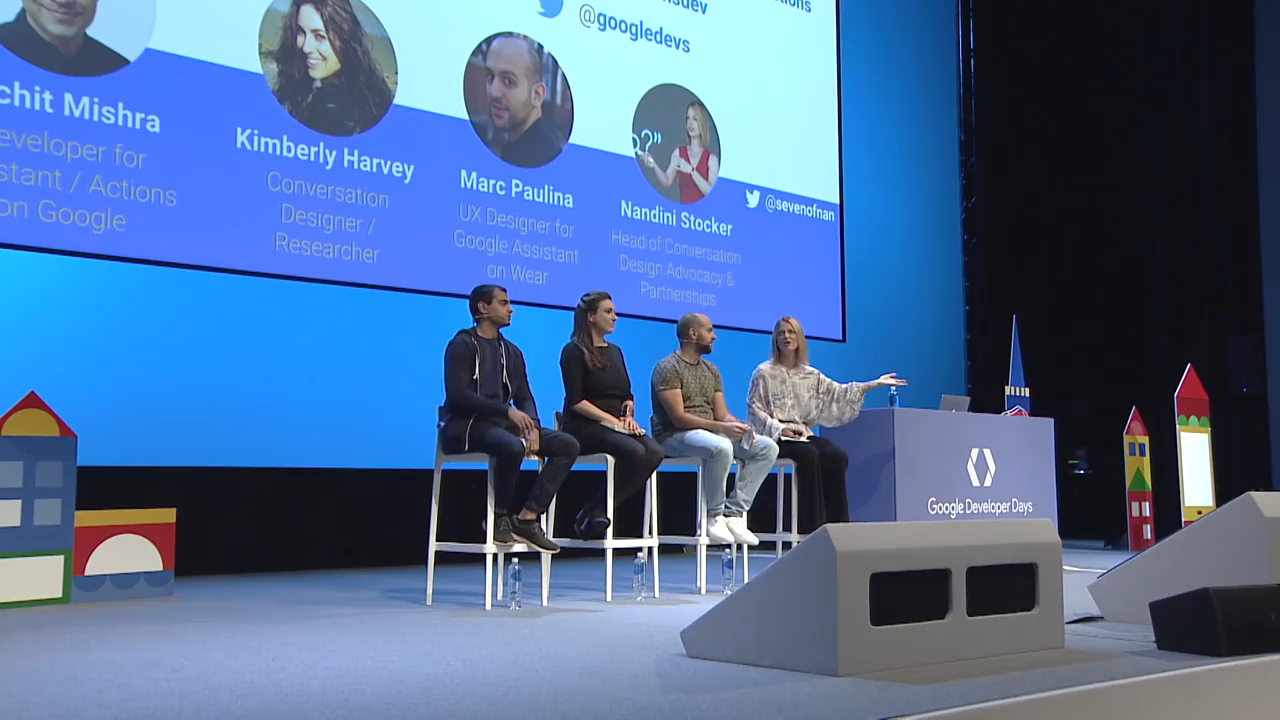 @googledevs
chit Mishra
eveloper for
stant / Actions
on Google
Kimberly Harvey
Conversation
Designer /
Researcher
Marc Paulina
UX Designer for
Google Assistant
on Wear
Nandini Stocker
Head of Conversation
Design Advocacy &
Partnerships
@sevenofnan
Google Developer Days